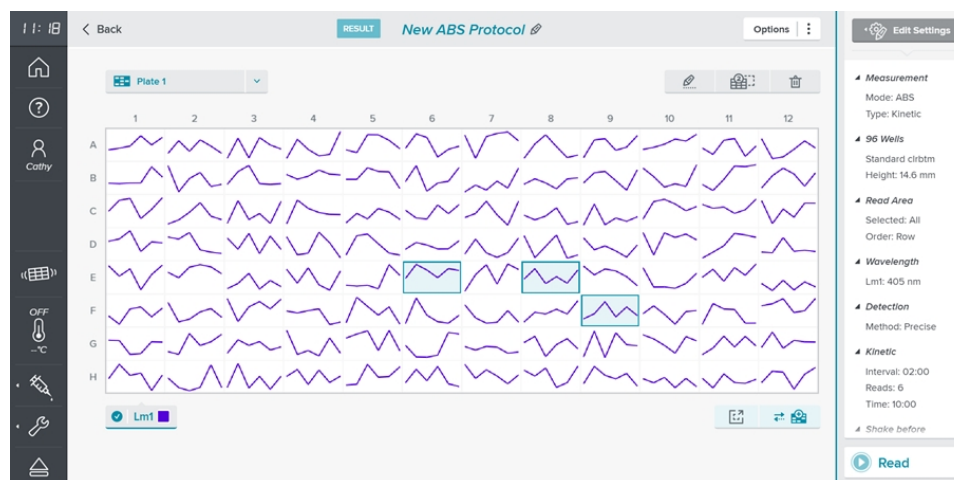 11:18
Back
RESULT
New ABS Protocol
Options
Edit Settings
Plate 1
1 2 3 4 5 6 7 8 9 10 11 12
A
B
C
D
E
F
G
H
Lm1
Cathy
OFF
--°C
Measurement
Mode: ABS
Type: Kinetic
96 Wells
Standard clrbtm
Height: 14.6 mm
Read Area
Selected: All
Order: Row
Wavelength
Lm1: 405 nm
Detection
Method: Precise
Kinetic
Interval: 02:00
Reads: 6
Time: 10:00
Shake before
Read